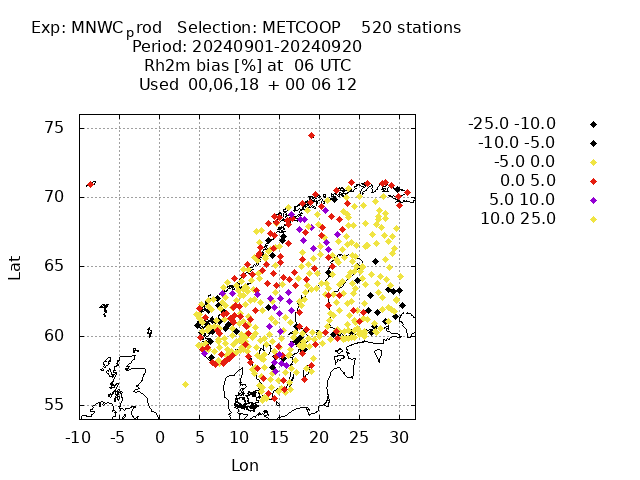 Exp: MNWC_prod   Selection: METCOOP    520 stations
Period: 20240901-20240920
Rh2m bias [%] at  06 UTC
Used  00,06,18  + 00 06 12
-25.0 -10.0
-10.0 -5.0
-5.0 0.0
0.0 5.0
5.0 10.0
10.0 25.0
75
70
65
60
55
Lat
-10 -5 0 5 10 15 20 25 30
Lon